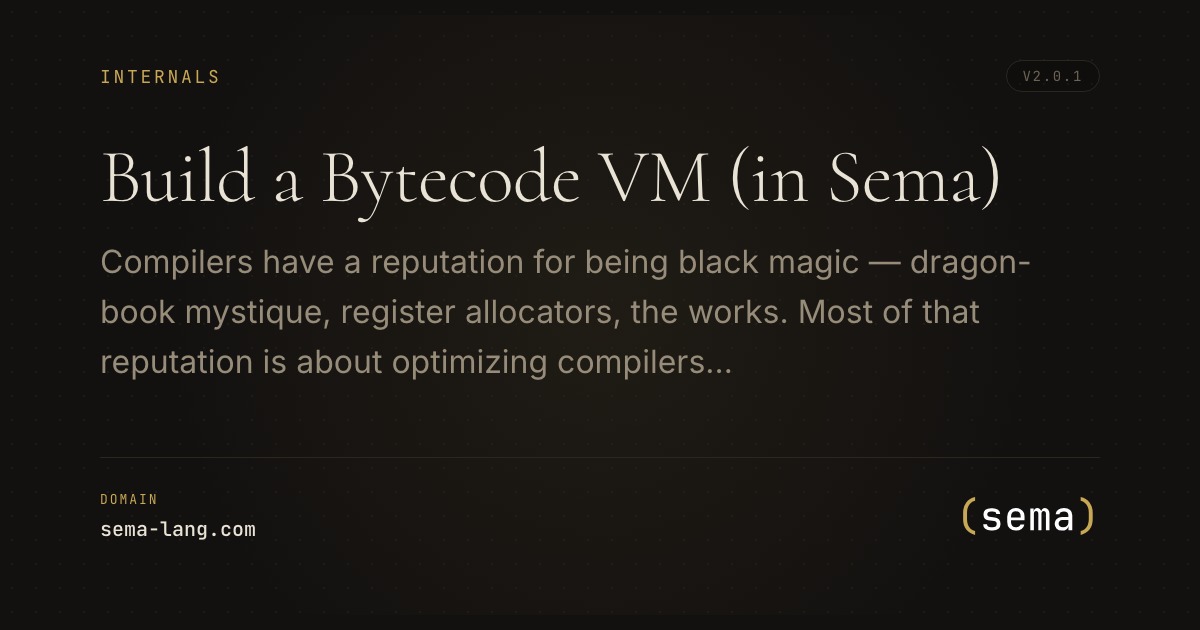 INTERNALS
V2.0.1
Build a Bytecode VM (in Sema)
Compilers have a reputation for being black magic — dragon-
book mystique, register allocators, the works. Most of that
reputation is about optimizing compilers...
DOMAIN
sema-lang.com
(sema)